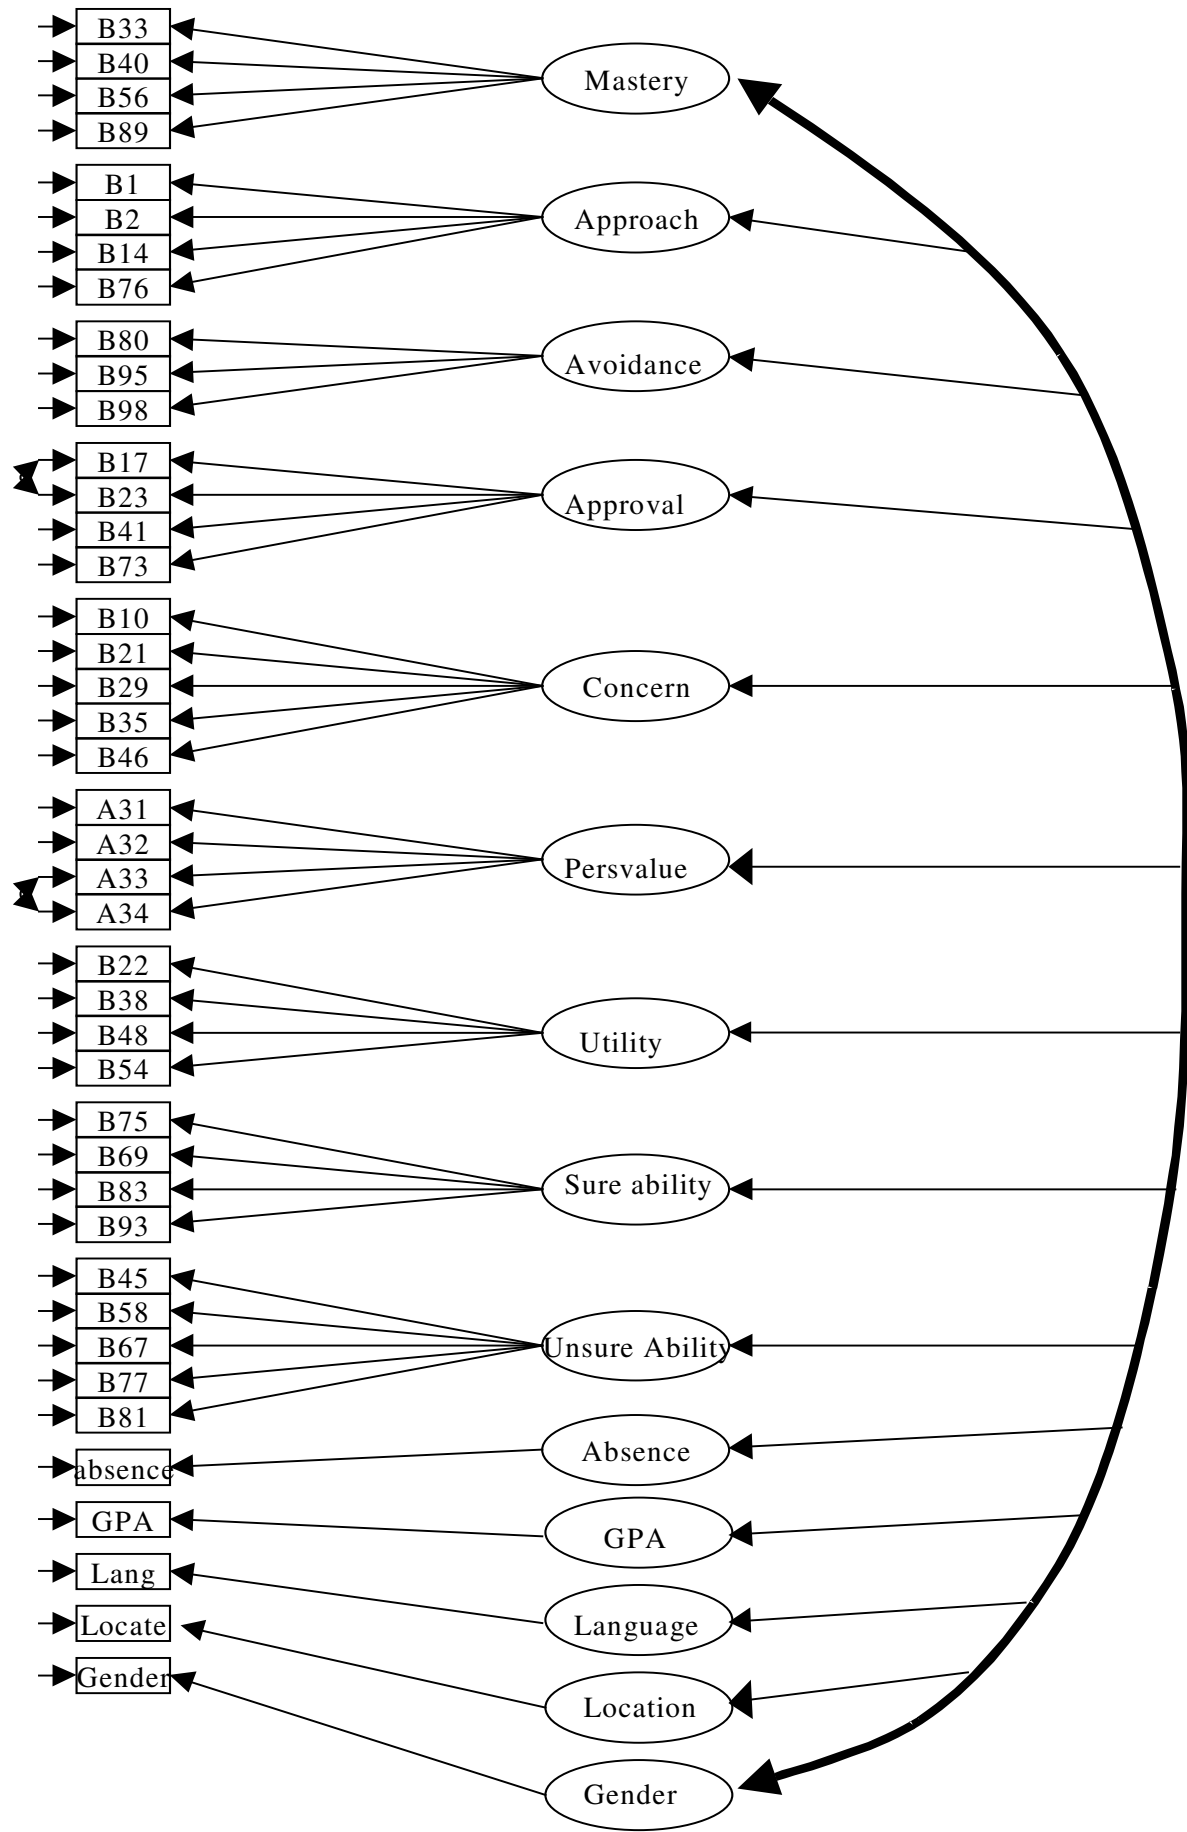 B33
B40
B56
B89
Mastery
B1
B2
B14
B76
Approach
B80
B95
B98
Avoidance
B17
B23
B41
B73
Approval
B10
B21
B29
B35
B46
Concern
A31
A32
A33
A34
Persvalue
B22
B38
B48
B54
Utility
B75
B69
B83
B93
Sure ability
B45
B58
B67
B77
B81
Unsure Ability
absence
Absence
GPA
GPA
Lang
Language
Locate
Location
Gender
Gender